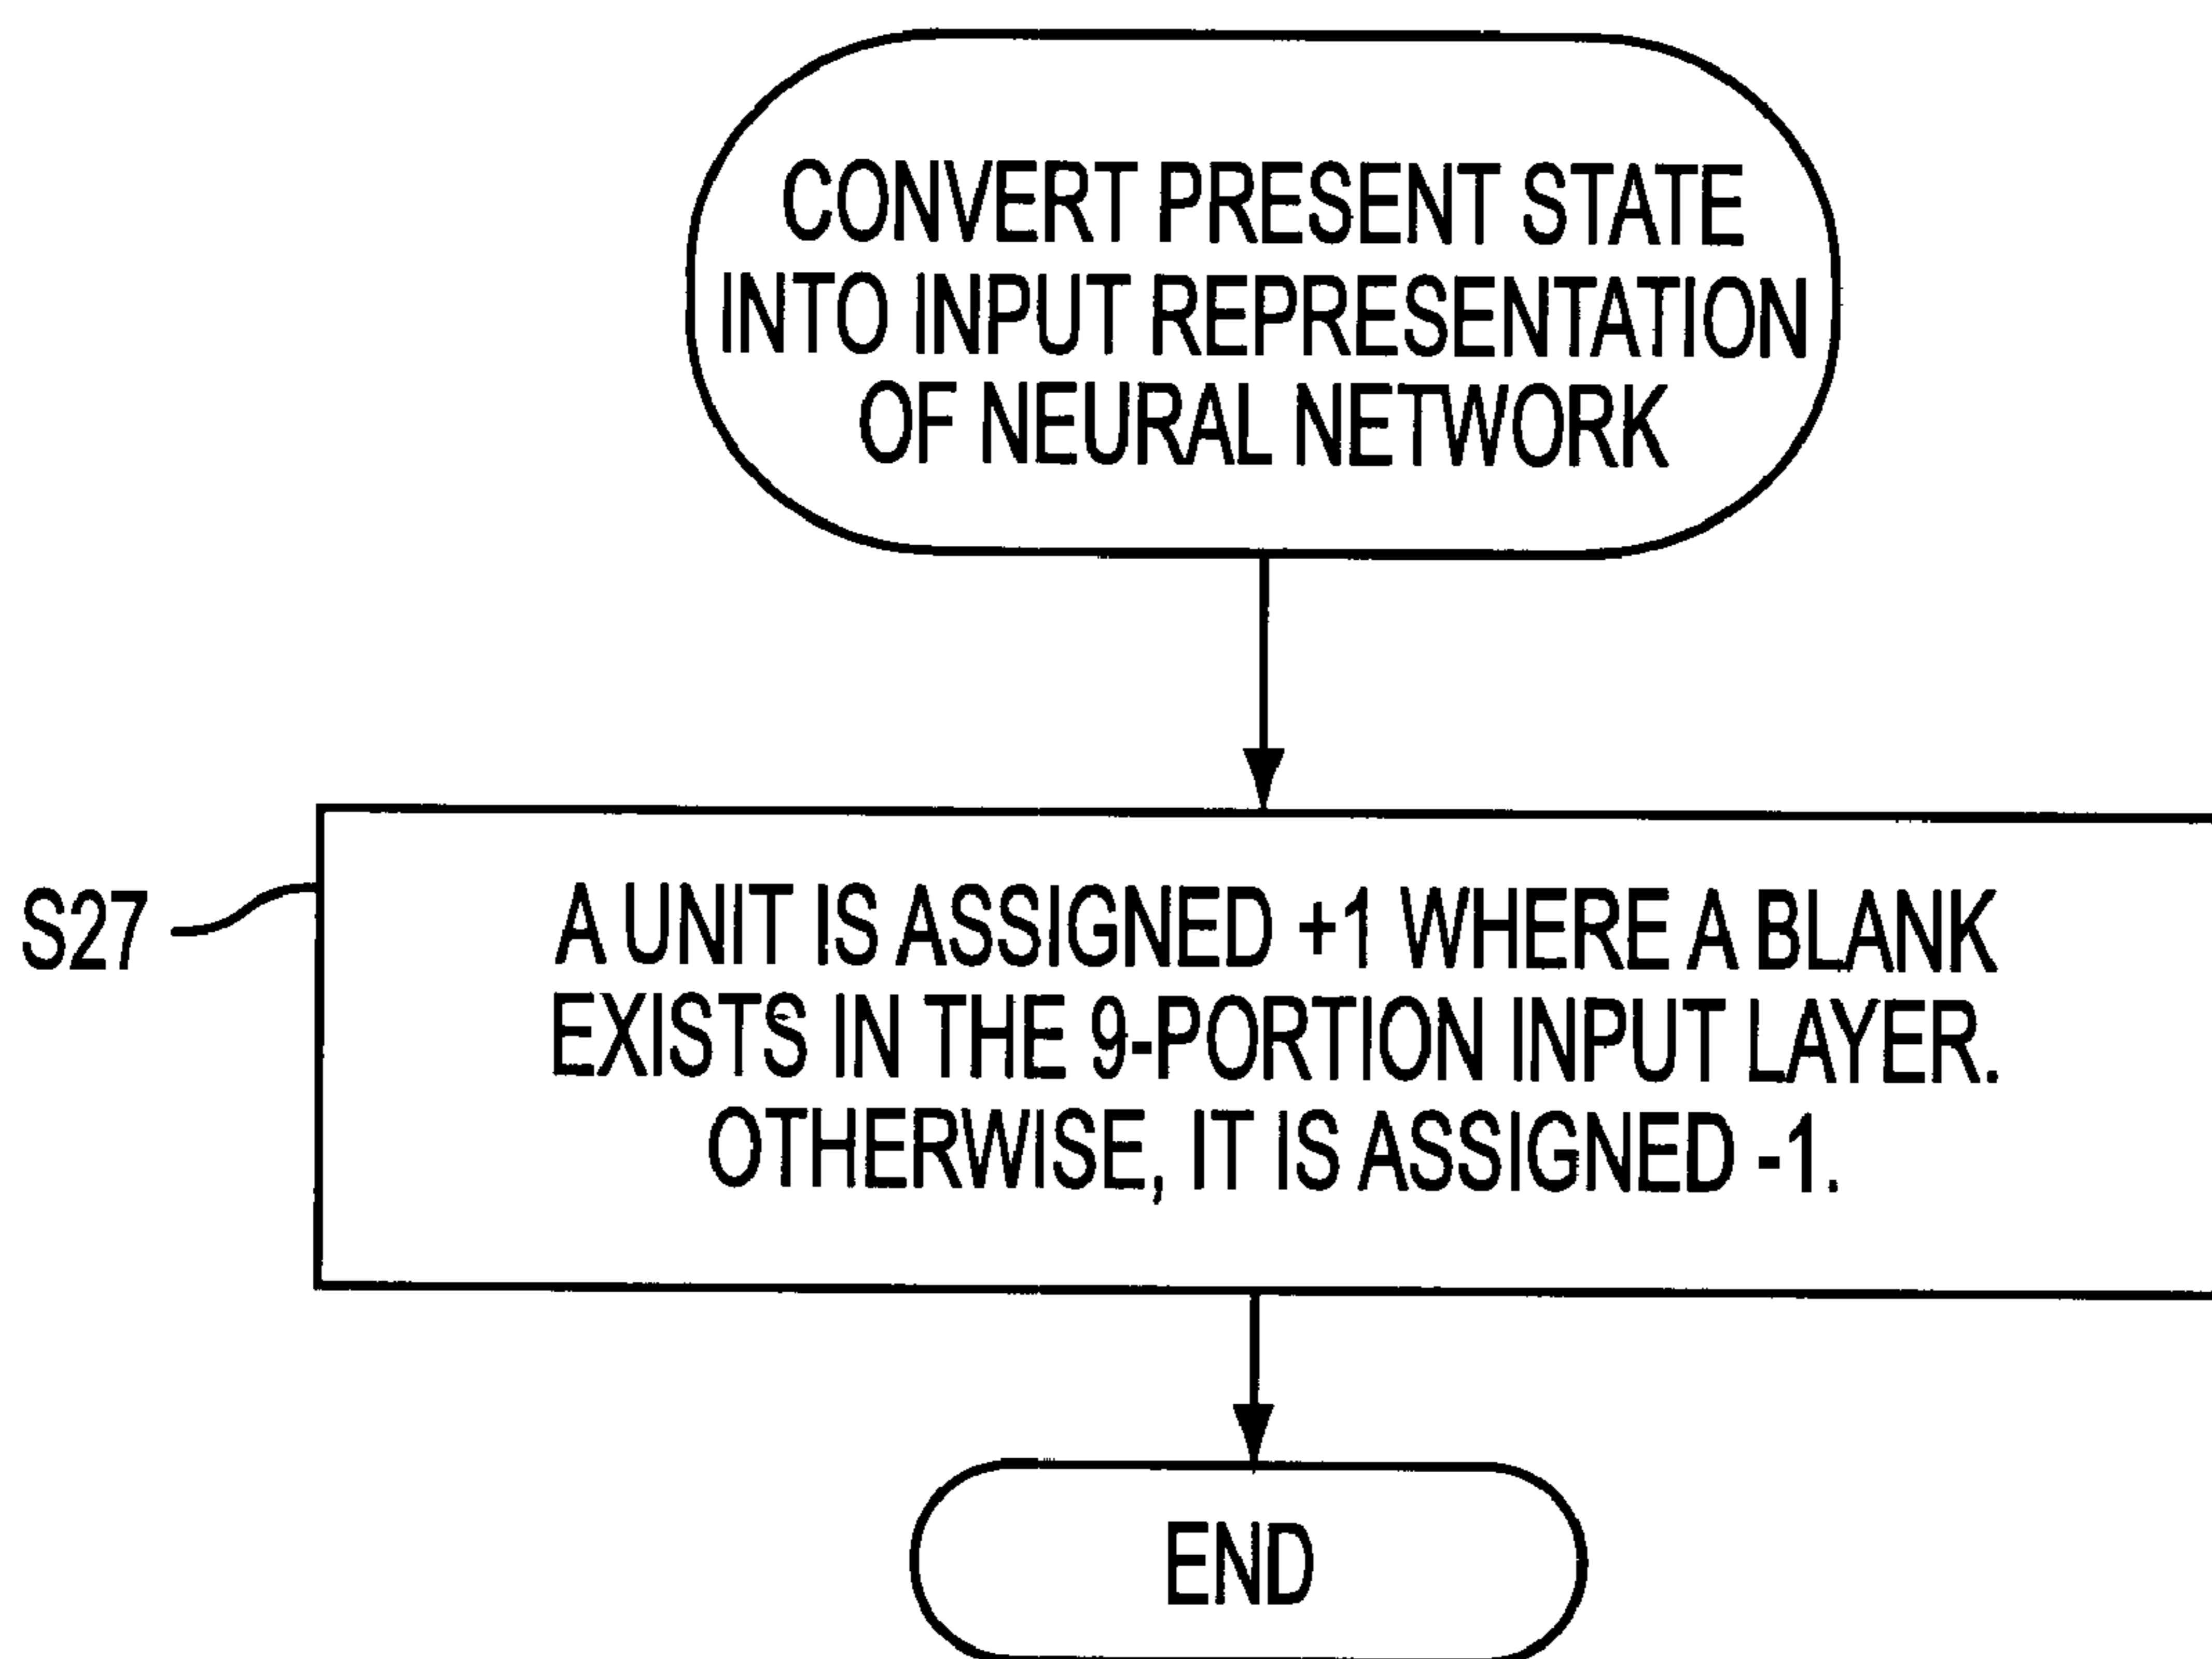 CONVERT PRESENT STATE
INTO INPUT REPRESENTATION
OF NEURAL NETWORK
S27
A UNIT IS ASSIGNED +1 WHERE A BLANK
EXISTS IN THE 9-PORTION INPUT LAYER.
OTHERWISE, IT IS ASSIGNED -1.
END